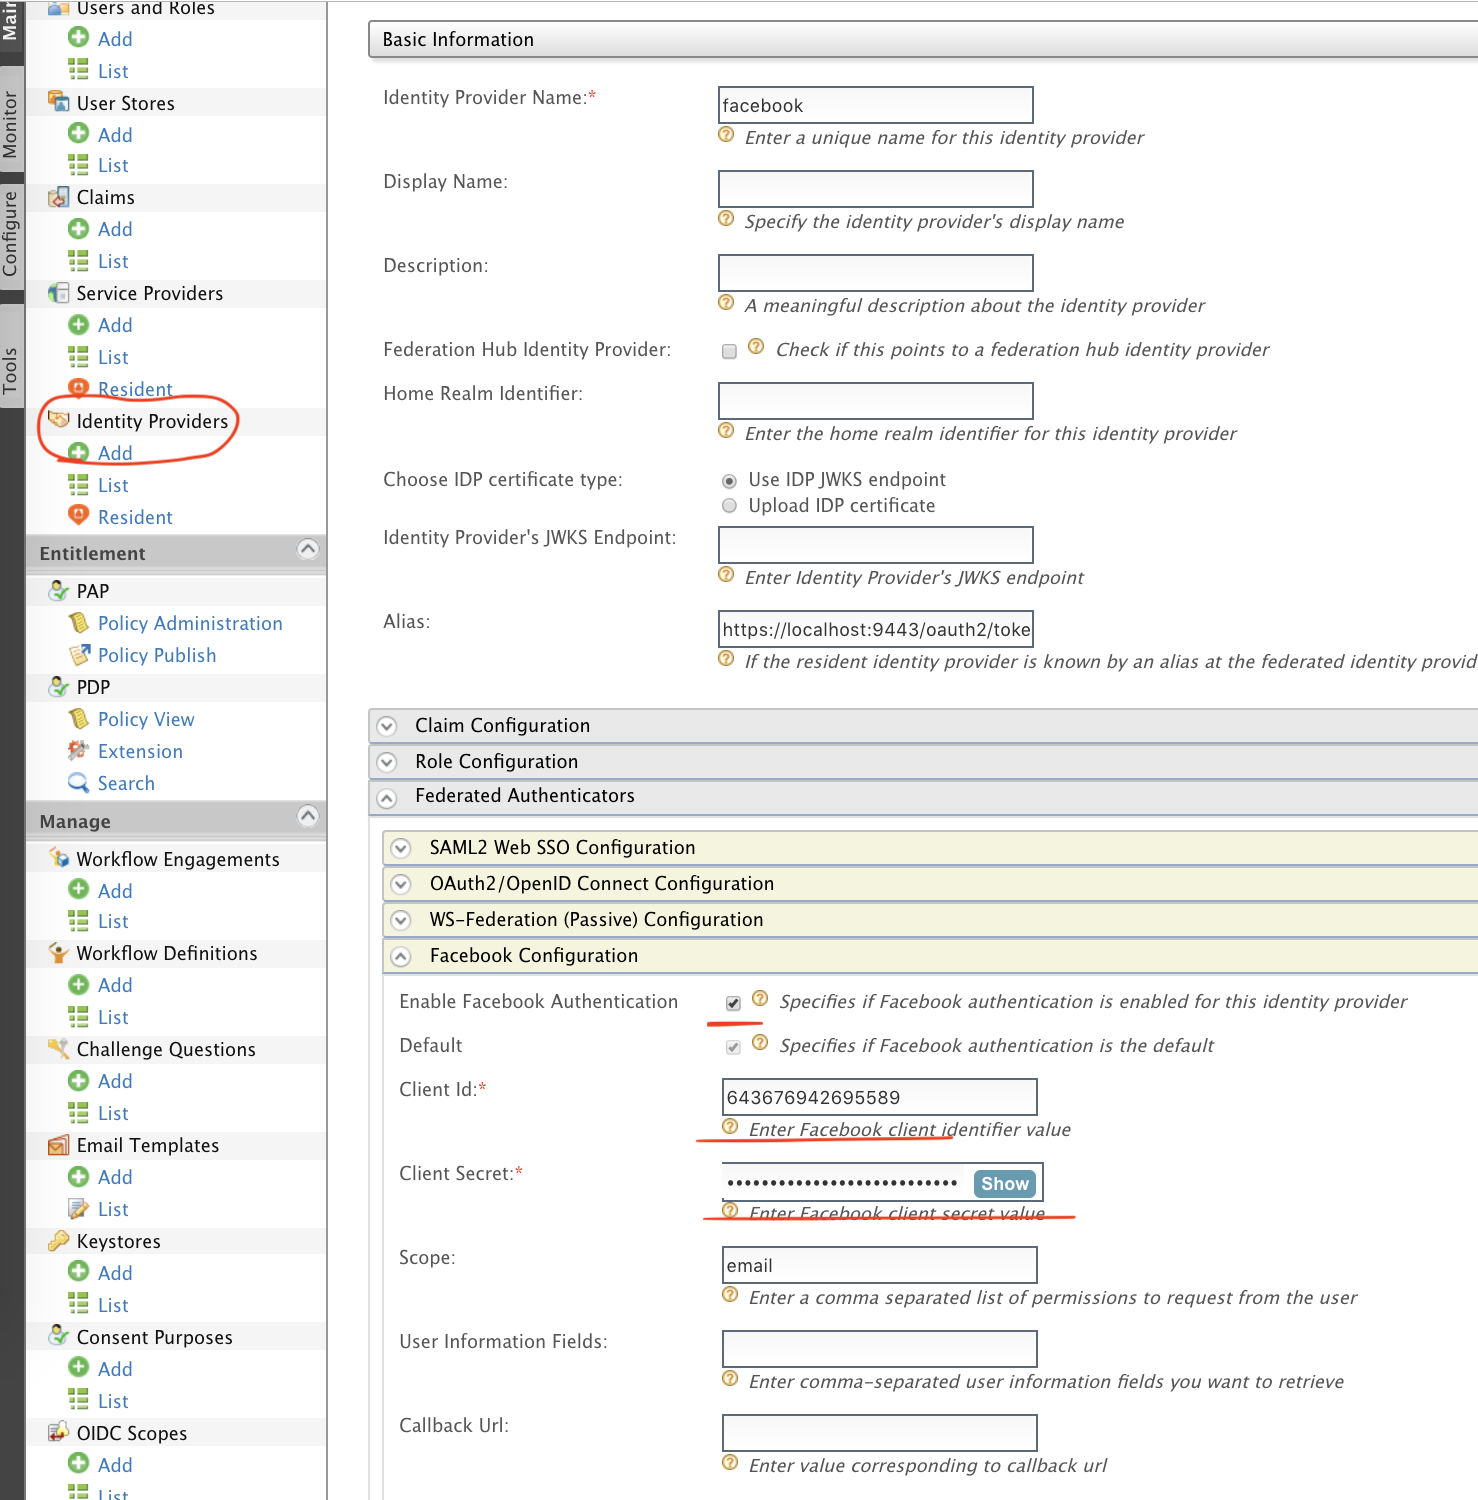 Main
Monitor
Configure
Tools
Users and Roles
Add
List
User Stores
Add
List
Claims
Add
List
Service Providers
Add
List
Resident
Identity Providers
Add
List
Resident
Entitlement
PAP
Policy Administration
Policy Publish
PDP
Policy View
Extension
Search
Manage
Workflow Engagements
Add
List
Workflow Definitions
Add
List
Challenge Questions
Add
List
Email Templates
Add
List
Keystores
Add
List
Consent Purposes
Add
List
OIDC Scopes
Add
List
Basic Information
Identity Provider Name:* facebook
Enter a unique name for this identity provider
Display Name:
Specify the identity provider's display name
Description:
A meaningful description about the identity provider
Federation Hub Identity Provider: Check if this points to a federation hub identity provider
Home Realm Identifier:
Enter the home realm identifier for this identity provider
Choose IDP certificate type: Use IDP JWKS endpoint
Upload IDP certificate
Identity Provider's JWKS Endpoint:
Enter Identity Provider's JWKS endpoint
Alias: https://localhost:9443/oauth2/toke
If the resident identity provider is known by an alias at the federated identity provid
Claim Configuration
Role Configuration
Federated Authenticators
SAML2 Web SSO Configuration
OAuth2/OpenID Connect Configuration
WS-Federation (Passive) Configuration
Facebook Configuration
Enable Facebook Authentication Specifies if Facebook authentication is enabled for this identity provider
Default Specifies if Facebook authentication is the default
Client Id:* 643676942695589
Enter Facebook client identifier value
Client Secret:* ••••••••••••••••••••••••••• Show
Enter Facebook client secret value
Scope: email
Enter a comma separated list of permissions to request from the user
User Information Fields:
Enter comma-separated user information fields you want to retrieve
Callback Url:
Enter value corresponding to callback url